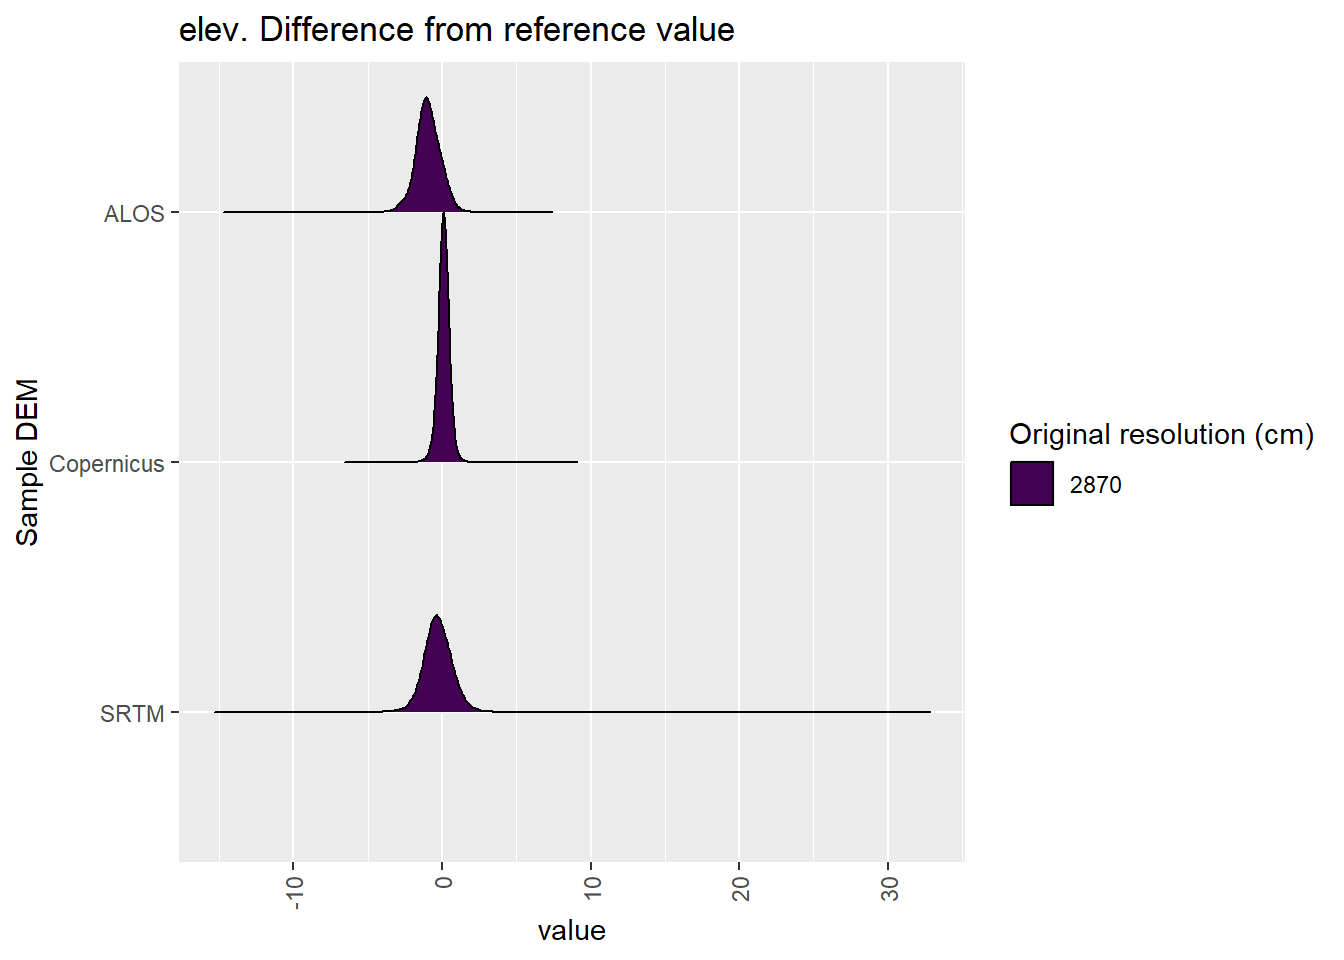 elev. Difference from reference value
Sample DEM
ALOS
Copernicus
SRTM
-10
0
10
20
30
value
Original resolution (cm)
2870